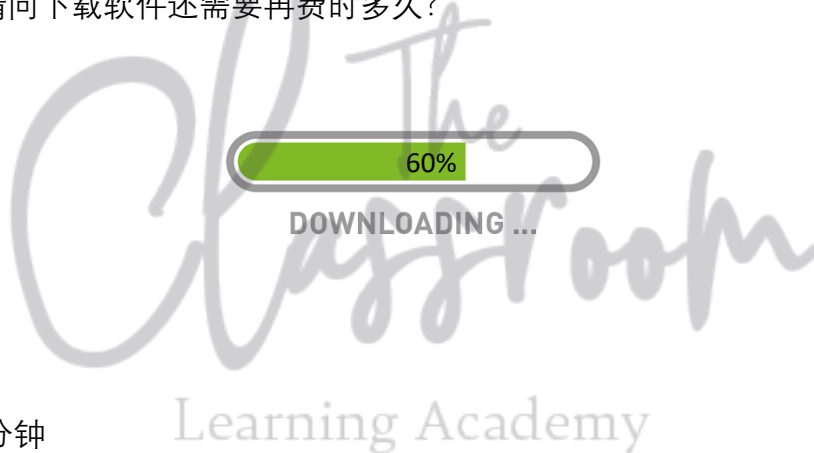 请问下载软件还需要再费时多久？
The
60%
DOWNLOADING ...
Classroom
Learning Academy
分钟